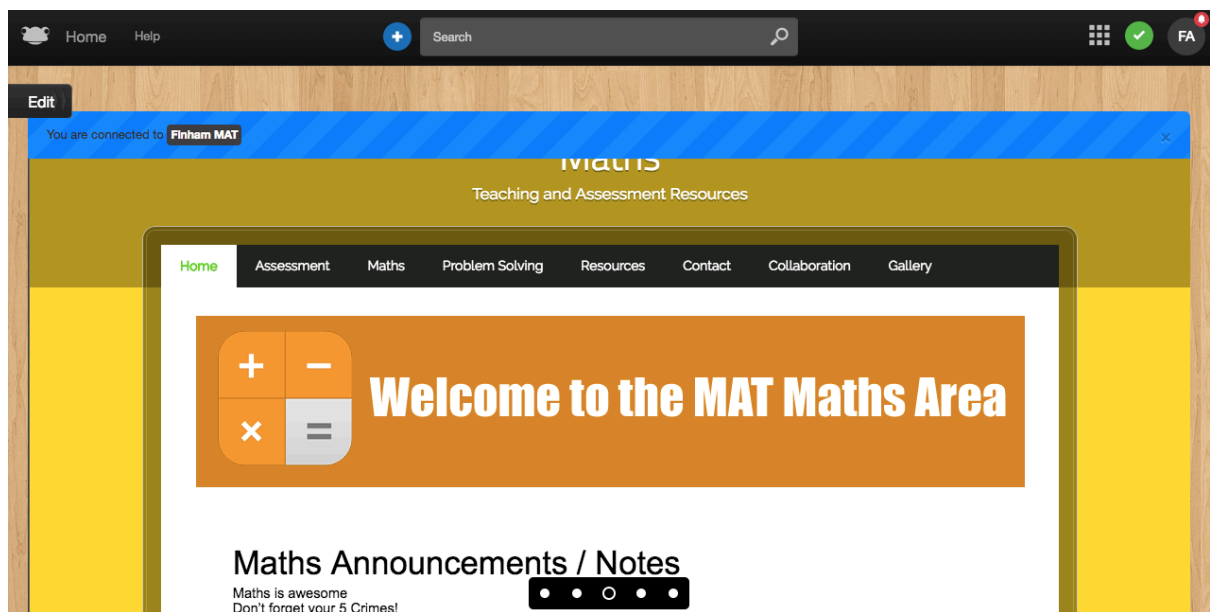 Home Help Search FA
Edit
You are connected to Finham MAT ×
Maths
Teaching and Assessment Resources
Home Assessment Maths Problem Solving Resources Contact Collaboration Gallery
+ −
× =
Welcome to the MAT Maths Area
Maths Announcements / Notes
Maths is awesome
Don't forget your 5 Crimes!